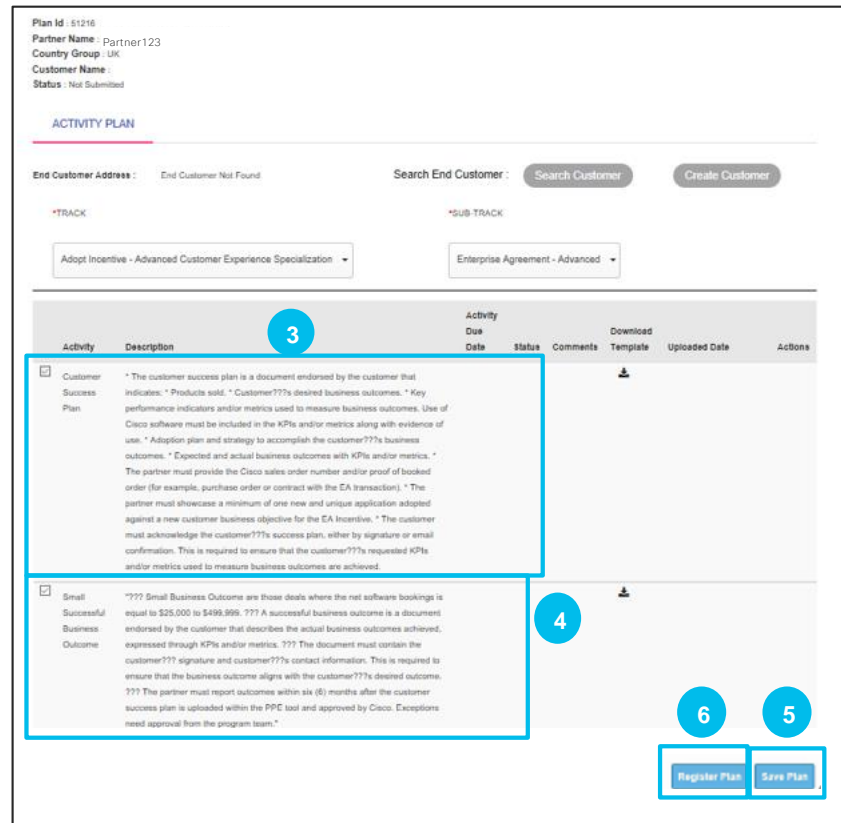 Plan Id : 51216
Partner Name : Partner123
Country Group : UK
Customer Name :
Status : Not Submitted
ACTIVITY PLAN
End Customer Address : End Customer Not Found Search End Customer : Search Customer Create Customer
*TRACK *SUB-TRACK
Adopt Incentive - Advanced Customer Experience Specialization Enterprise Agreement - Advanced
Activity Description 3 Activity Due Date Status Comments Download Template Uploaded Date Actions
Customer Success Plan
* The customer success plan is a document endorsed by the customer that
indicates: * Products sold. * Customer???s desired business outcomes. * Key
performance indicators and/or metrics used to measure business outcomes. Use of
Cisco software must be included in the KPIs and/or metrics along with evidence of
use. * Adoption plan and strategy to accomplish the customer???s business
outcomes. * Expected and actual business outcomes with KPIs and/or metrics. *
The partner must provide the Cisco sales order number and/or proof of booked
order (for example, purchase order or contract with the EA transaction). * The
partner must showcase a minimum of one new and unique application adopted
against a new customer business objective for the EA Incentive. * The customer
must acknowledge the customer???s success plan, either by signature or email
confirmation. This is required to ensure that the customer???s requested KPIs
and/or metrics used to measure business outcomes are achieved.
Small Successful Business Outcome
"??? Small Business Outcome are those deals where the net software bookings is
equal to $25,000 to $499,999. ??? A successful business outcome is a document
endorsed by the customer that describes the actual business outcomes achieved,
expressed through KPIs and/or metrics. ??? The document must contain the
customer??? signature and customer???s contact information. This is required to
ensure that the business outcome aligns with the customer???s desired outcome.
??? The partner must report outcomes within six (6) months after the customer
success plan is uploaded within the PPE tool and approved by Cisco. Exceptions
need approval from the program team."
4
6 5
Register Plan Save Plan